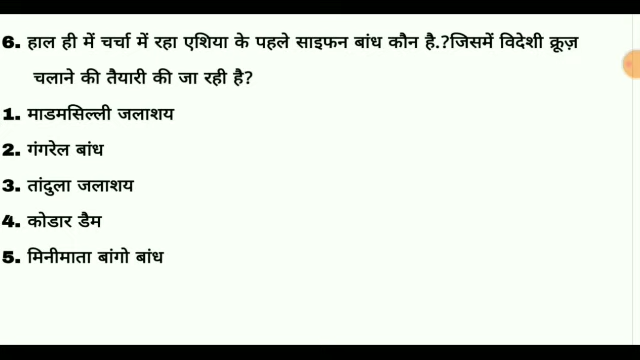 6. हाल ही में चर्चा में रहा एशिया के पहले साइफन बांध कौन है.?जिसमें विदेशी क्रूज़
चलाने की तैयारी की जा रही है?
1. माडमसिल्ली जलाशय
2. गंगरेल बांध
3. तांदुला जलाशय
4. कोडार डैम
5. मिनीमाता बांगो बांध